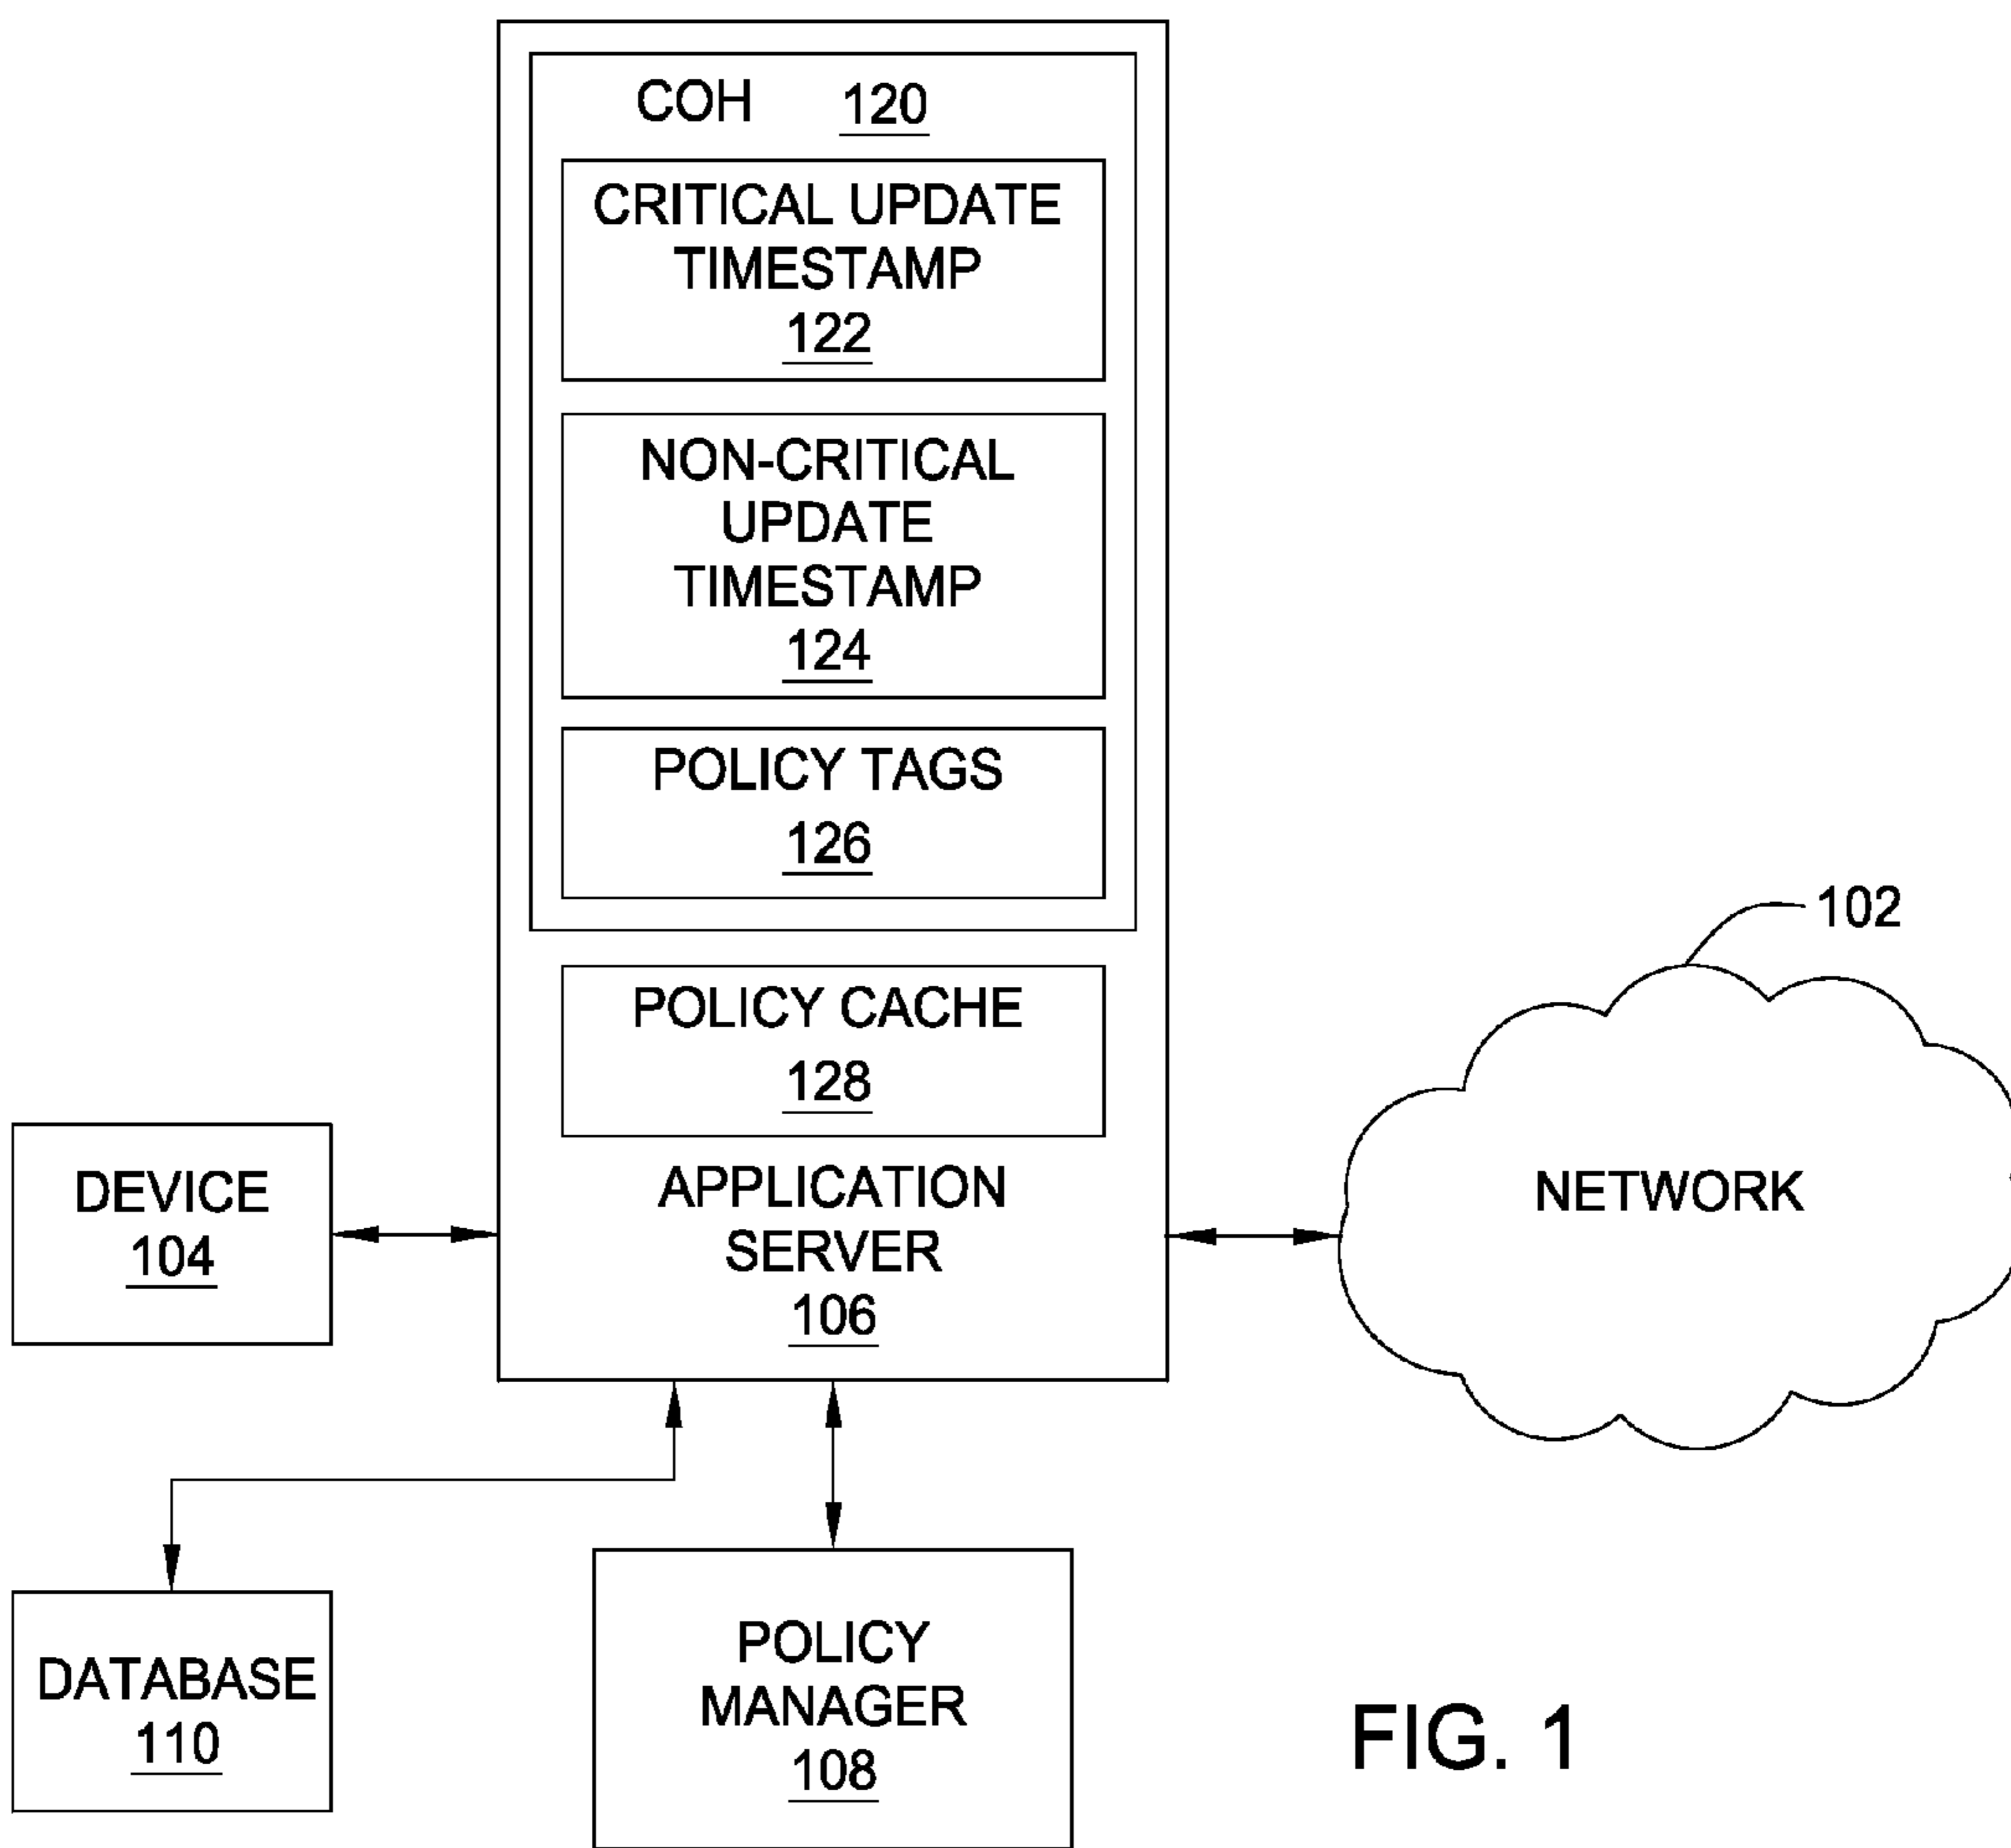 COH 120
CRITICAL UPDATE
TIMESTAMP
122
NON-CRITICAL
UPDATE
TIMESTAMP
124
POLICY TAGS
126
POLICY CACHE
128
APPLICATION
SERVER
106
DEVICE
104
102
NETWORK
DATABASE
110
POLICY
MANAGER
108
FIG. 1